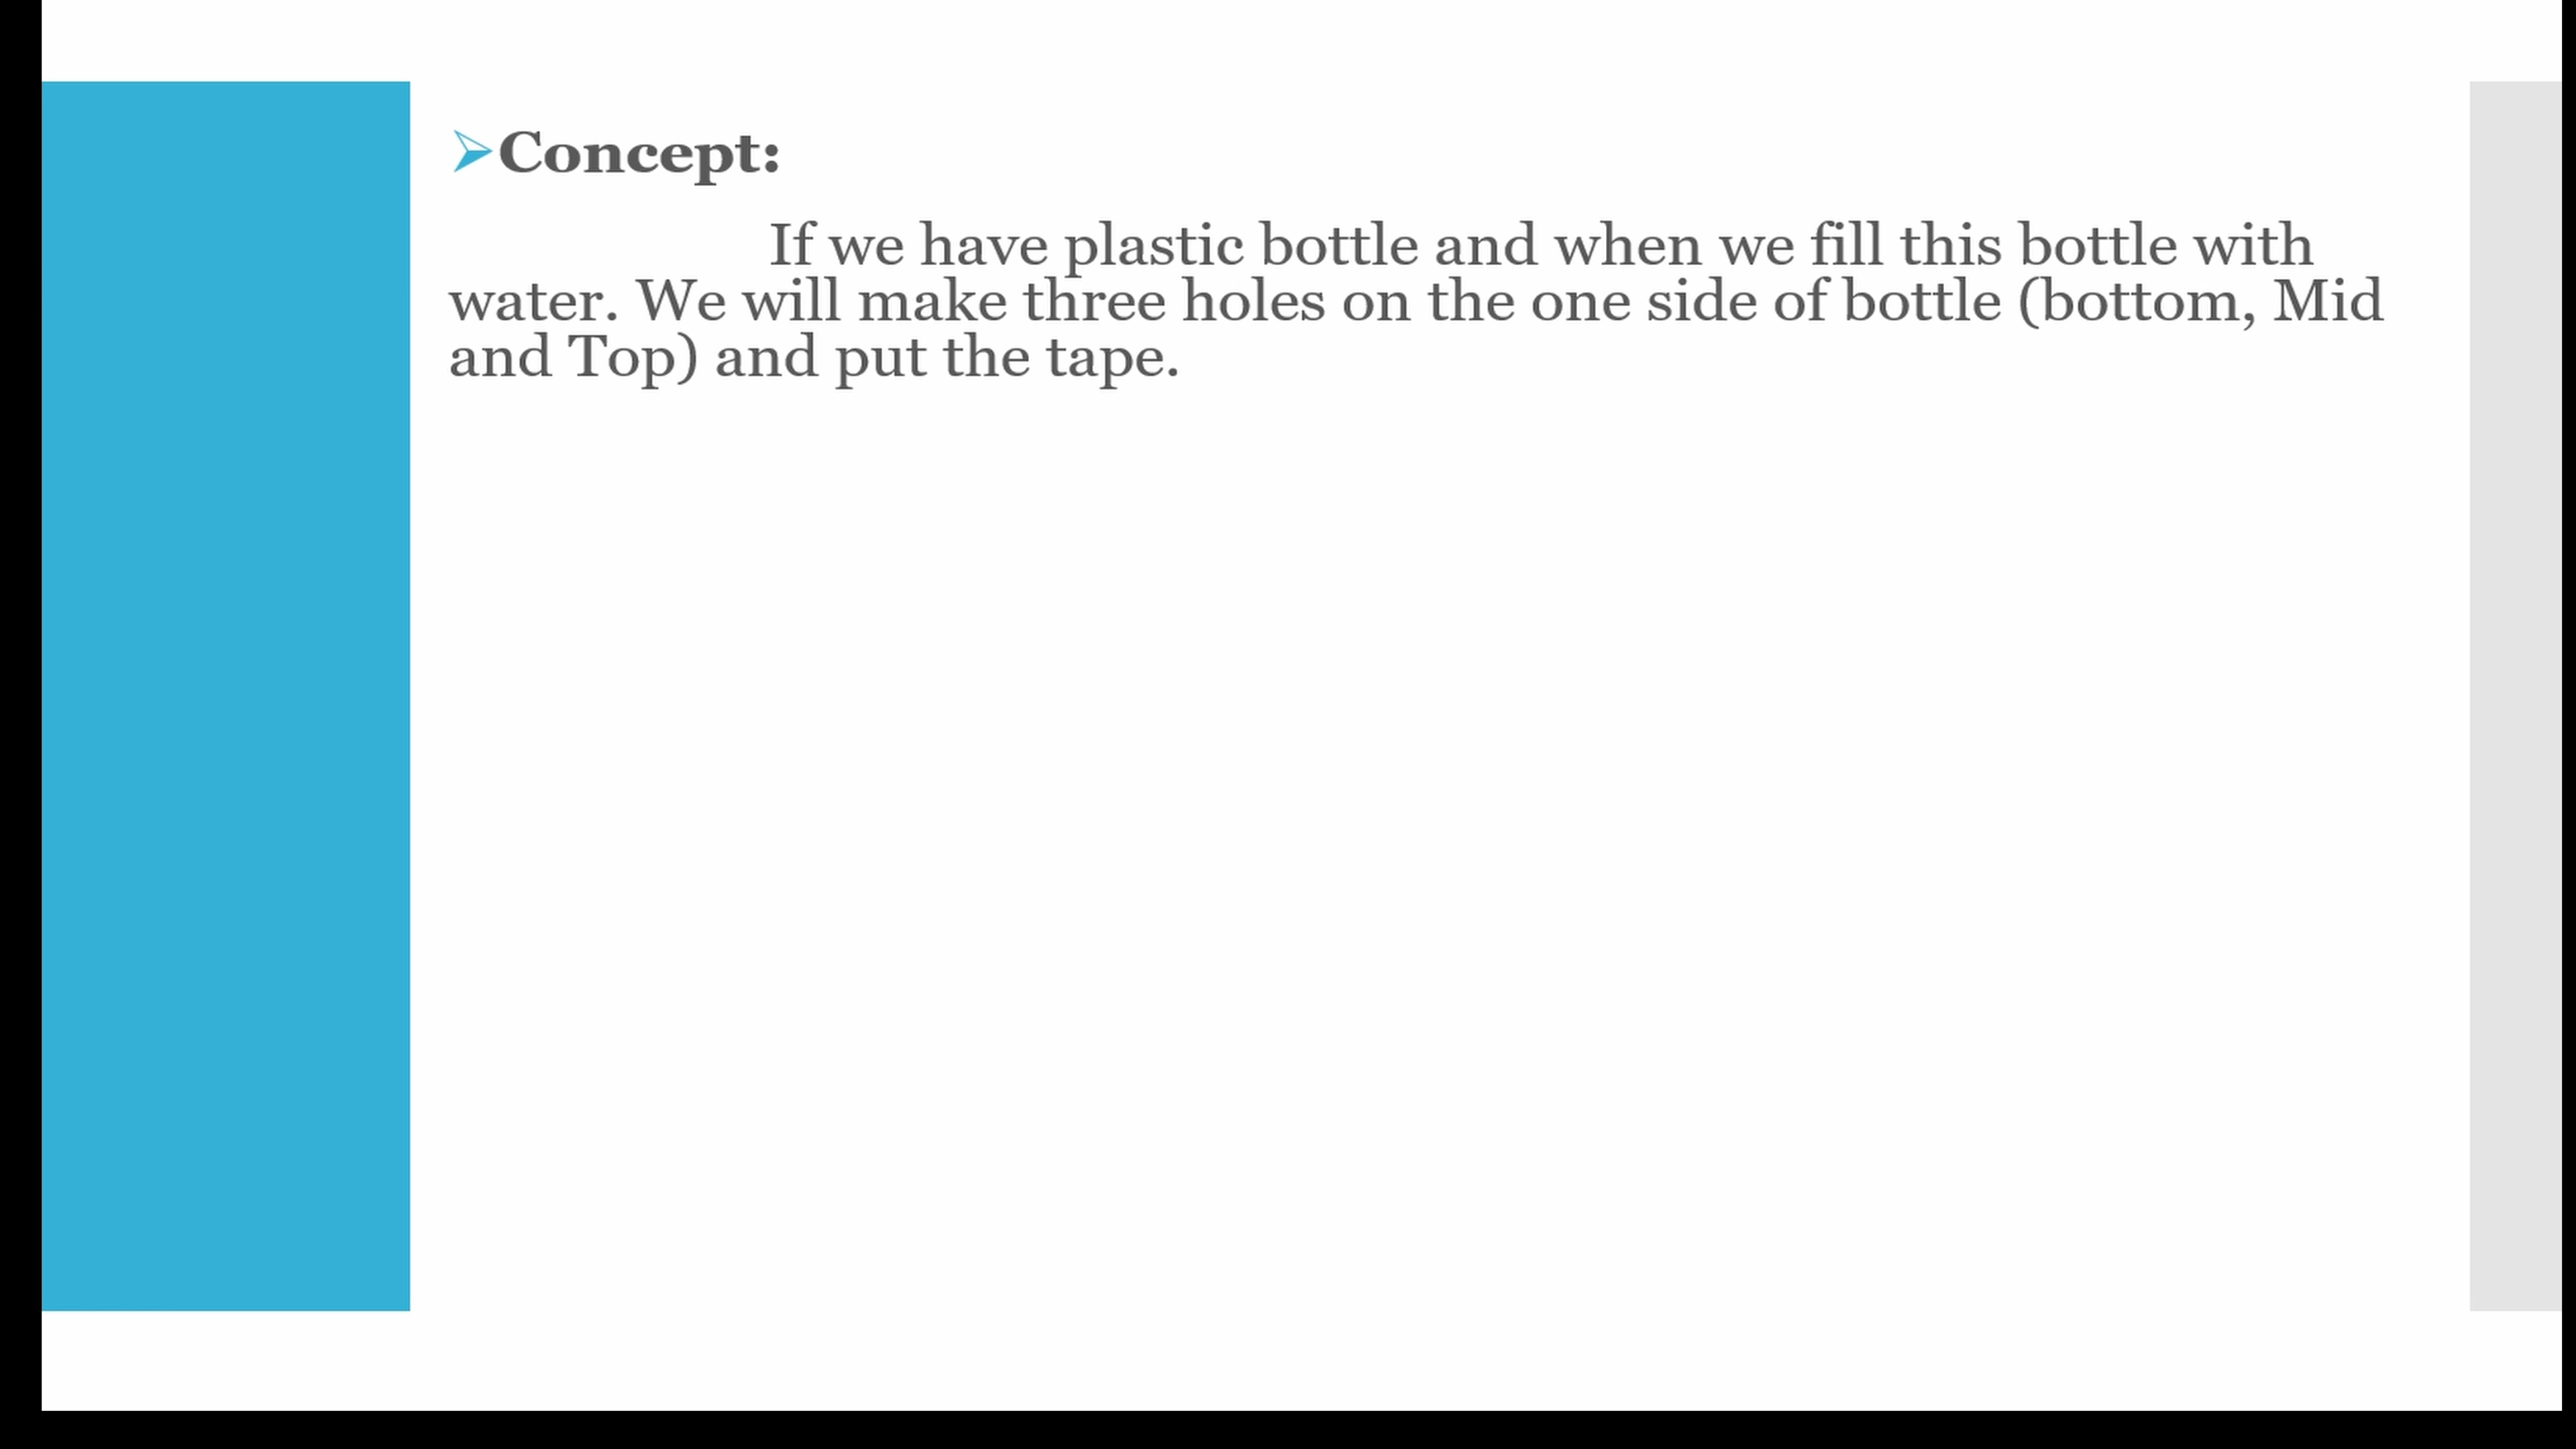 Concept:
If we have plastic bottle and when we fill this bottle with
water. We will make three holes on the one side of bottle (bottom, Mid
and Top) and put the tape.